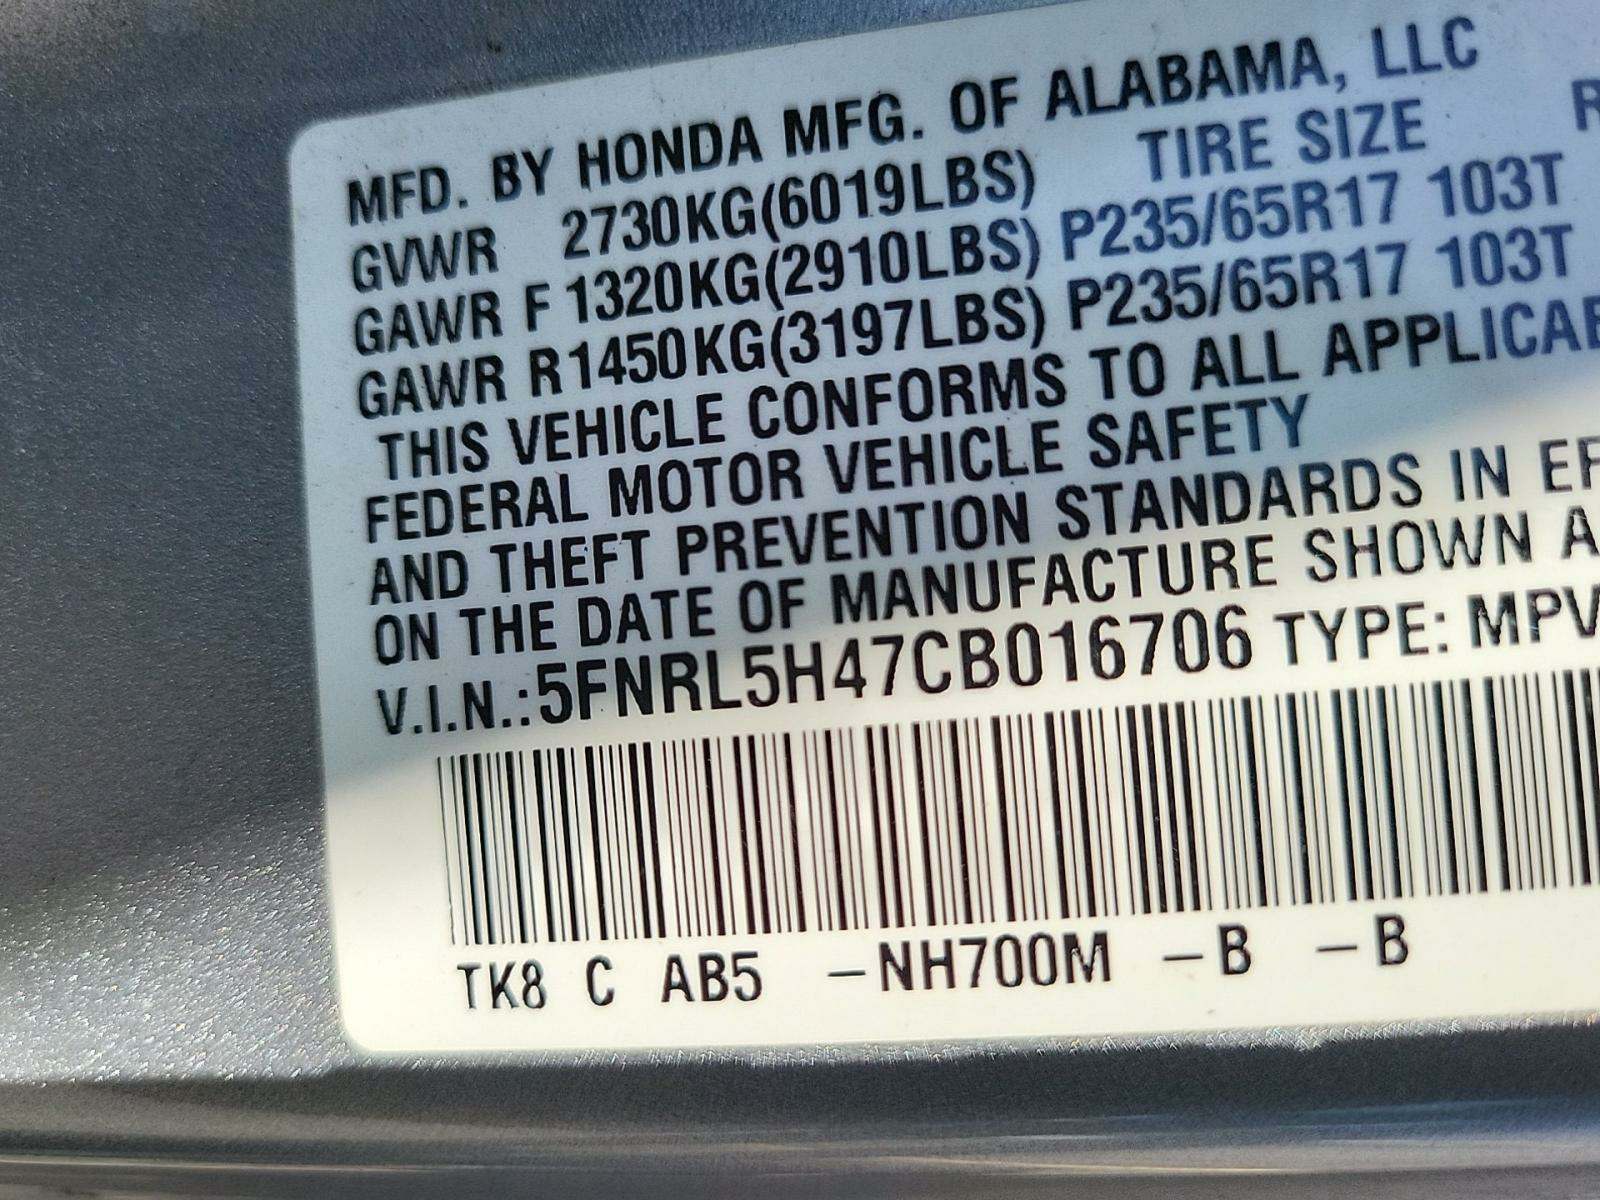 MFD. BY HONDA MFG. OF ALABAMA, LLC
GVWR 2730KG(6019LBS) TIRE SIZE
GAWR F 1320KG(2910LBS) P235/65R17 103T
GAWR R1450KG(3197LBS) P235/65R17 103T
THIS VEHICLE CONFORMS TO ALL
FEDERAL MOTOR VEHICLE SAFETY
AND THEFT PREVENTION STANDARDS IN
ON THE DATE OF MANUFACTURE SHOWN
V.I.N.:5FNRL5H47CB016706 TYPE: MPV
TK8 C AB5 –NH700M –B –B